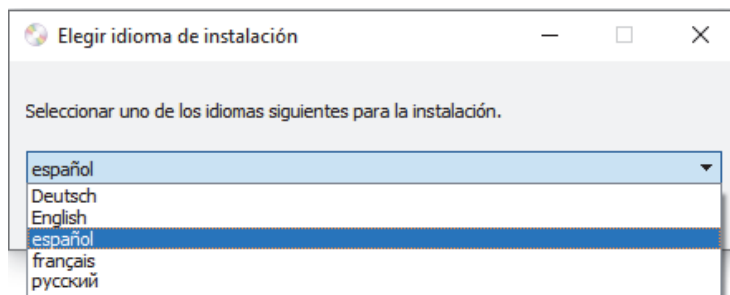 Elegir idioma de instalación
Seleccionar uno de los idiomas siguientes para la instalación.
español
Deutsch
English
español
français
русский